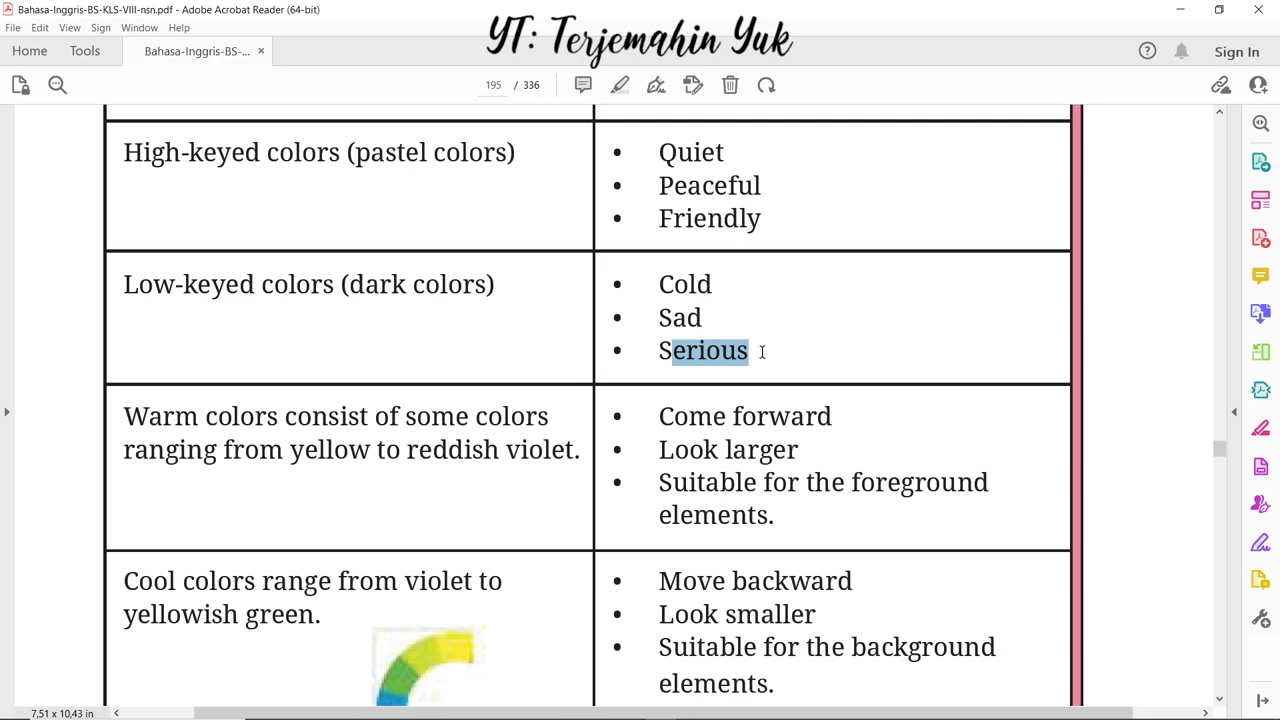 Bahasa-Inggris-BS-KLS-VIII-nsn.pdf - Adobe Acrobat Reader (64-bit)
YT: Terjemahin Yuk
File Edit View Sign Window Help
Home Tools Bahasa-Inggris-BS-... × Sign In
195 / 336
High-keyed colors (pastel colors)
• Quiet
• Peaceful
• Friendly
Low-keyed colors (dark colors)
• Cold
• Sad
• Serious
Warm colors consist of some colors
ranging from yellow to reddish violet.
• Come forward
• Look larger
• Suitable for the foreground
elements.
Cool colors range from violet to
yellowish green.
• Move backward
• Look smaller
• Suitable for the background
elements.
7,51 x 10,43 in